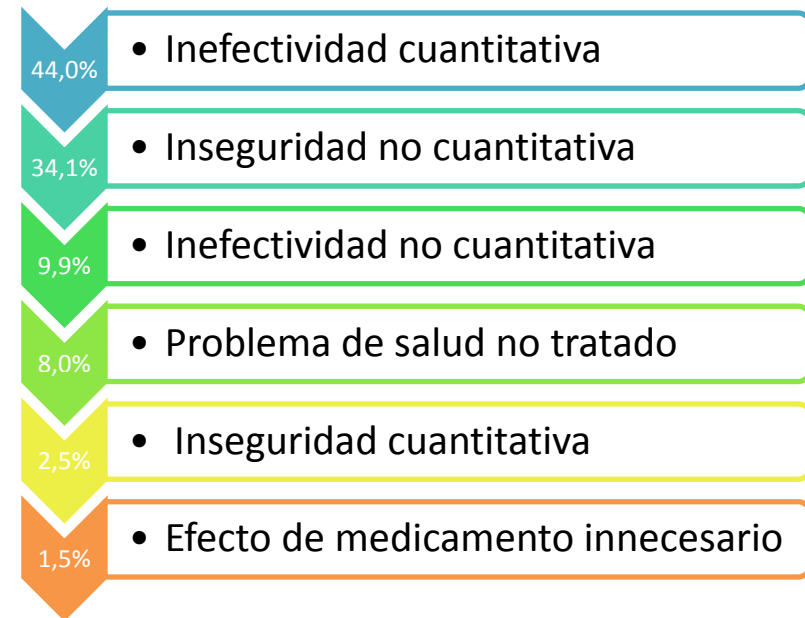 44,0%
• Inefectividad cuantitativa
34,1%
• Inseguridad no cuantitativa
9,9%
• Inefectividad no cuantitativa
8,0%
• Problema de salud no tratado
2,5%
• Inseguridad cuantitativa
1,5%
• Efecto de medicamento innecesario